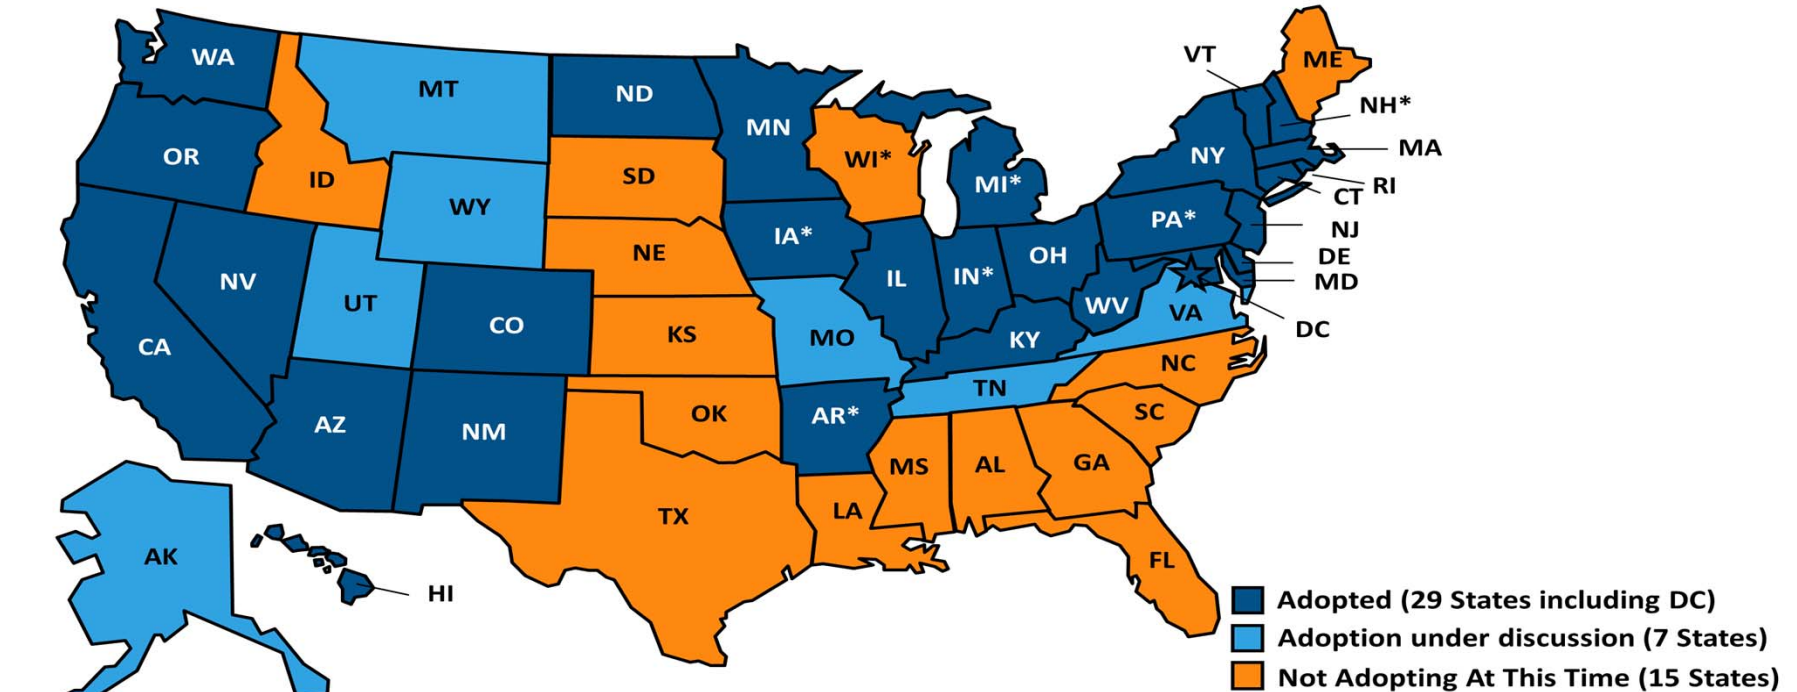 WA
MT
ND
MN
OR
ID
WY
SD
WI*
MI*
NY
VT
ME
NH*
MA
RI
CT
NJ
DE
MD
DC
NV
UT
CO
NE
IA*
IL
IN*
OH
PA*
WV
VA
CA
KS
MO
KY
NC
TN
SC
AZ
NM
OK
AR*
TX
LA
MS
AL
GA
FL
AK
HI
Adopted (29 States including DC)
Adoption under discussion (7 States)
Not Adopting At This Time (15 States)